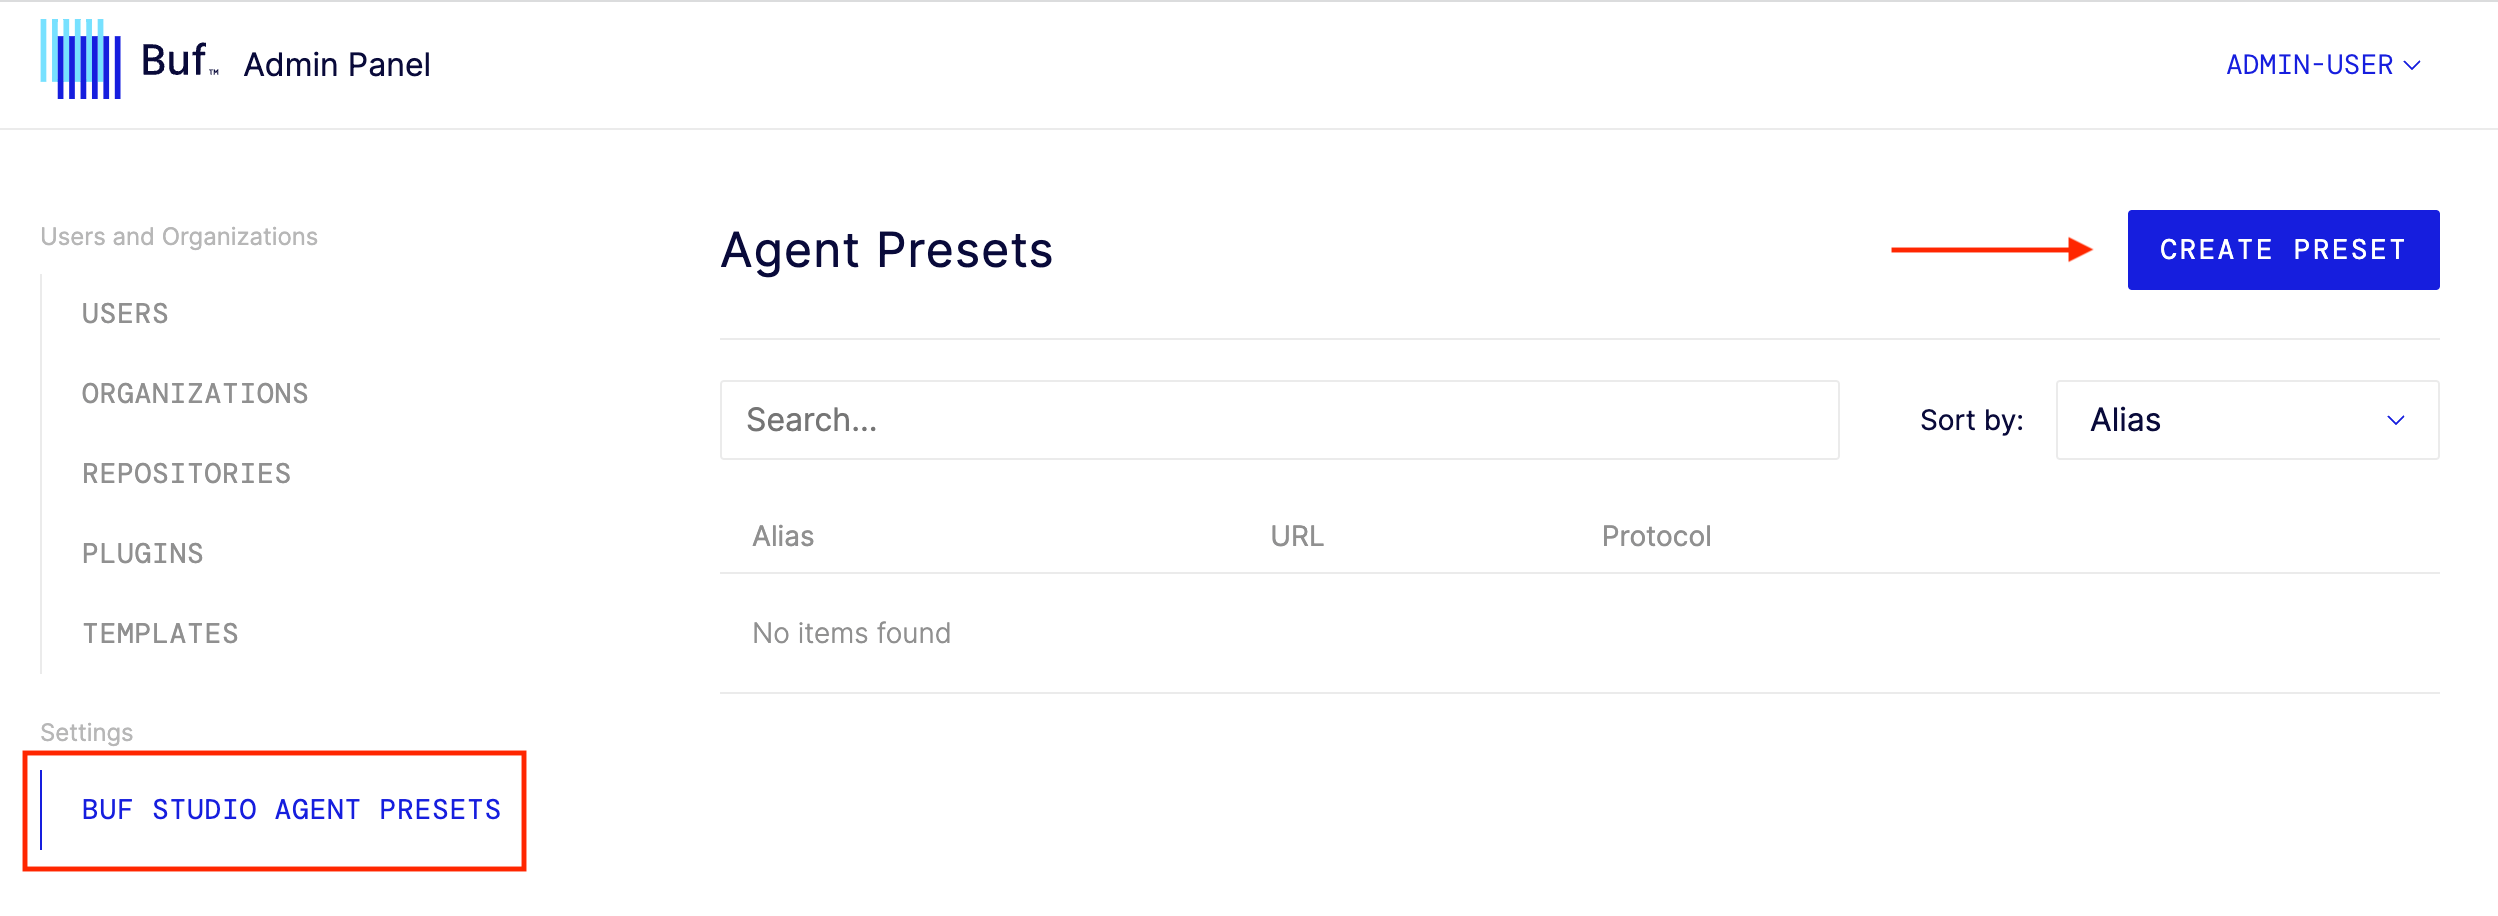 Buf™ Admin Panel
ADMIN-USER
Users and Organizations
USERS
ORGANIZATIONS
REPOSITORIES
PLUGINS
TEMPLATES
Settings
BUF STUDIO AGENT PRESETS
Agent Presets
CREATE PRESET
Search...
Sort by: Alias
Alias URL Protocol
No items found